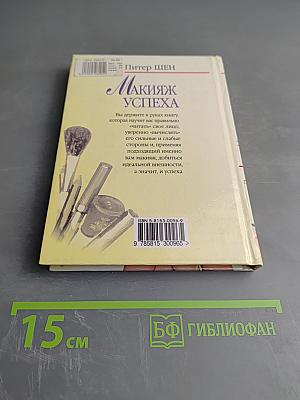 Питер ШЕН
МАКИЯЖ
УСПЕХА
Вы держите в руках книгу,
которая научит вас правильно
«читать» свое лицо,
уверенно «вычислять»
его сильные и слабые
стороны и, применяя
подходящий именно
вам макияж, добиться
идеальной внешности,
а значит, и успеха.
ISBN 5-8153-0096-9
9 785815 300965 >
15 см
БФ ГИБЛИОФАН